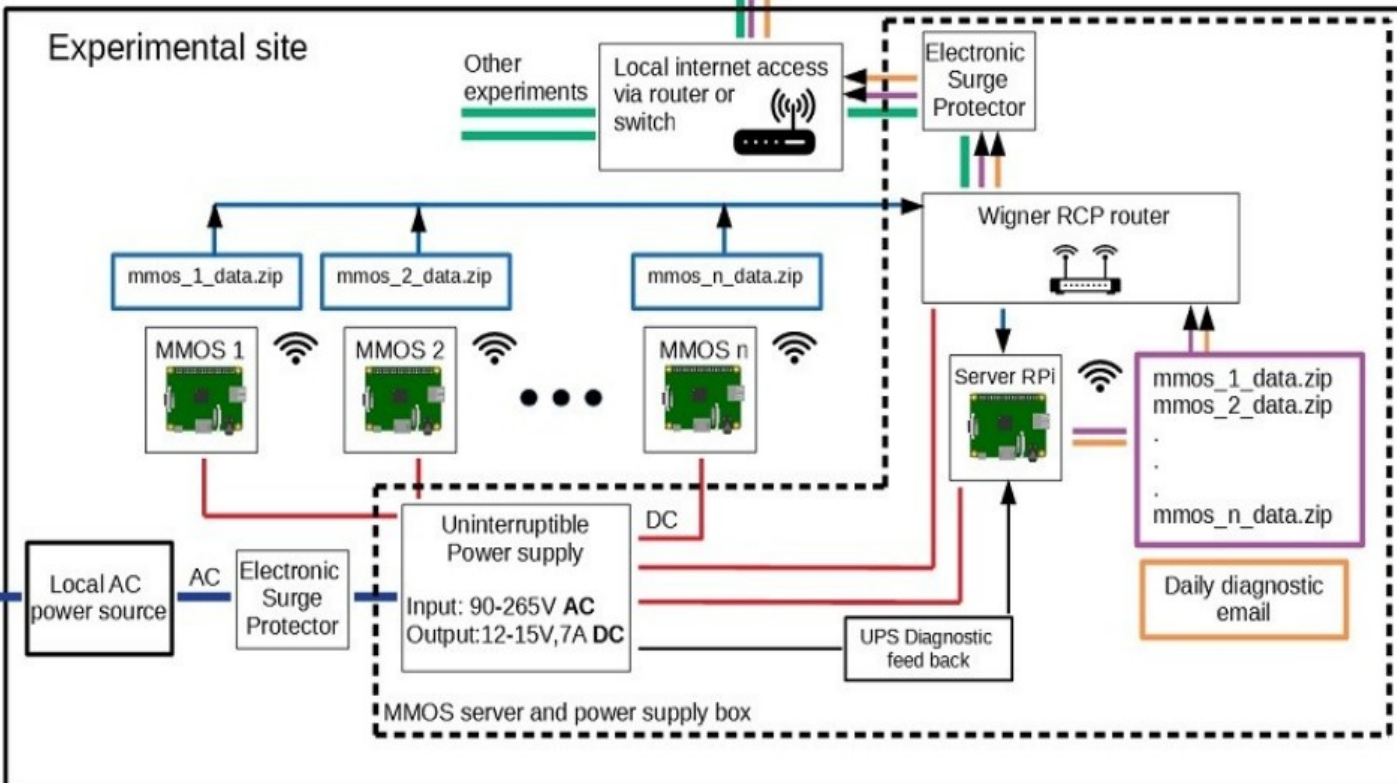 Experimental site
Other
experiments
Local internet access
via router or
switch
Electronic
Surge
Protector
Wigner RCP router
mmos_1_data.zip
mmos_2_data.zip
mmos_n_data.zip
MMOS 1
MMOS 2
MMOS n
Server RPi
mmos_1_data.zip
mmos_2_data.zip
.
.
.
mmos_n_data.zip
Daily diagnostic
email
Local AC
power source
AC
Electronic
Surge
Protector
Uninterruptible
Power supply
Input: 90-265V AC
Output:12-15V,7A DC
DC
UPS Diagnostic
feed back
MMOS server and power supply box